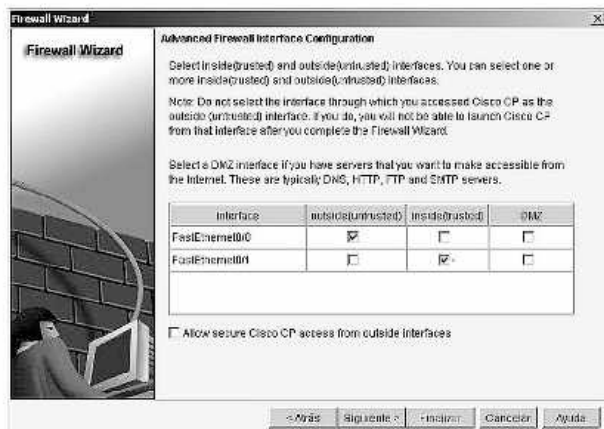 Firewall Wizard
Firewall Wizard
Advanced Firewall Interface Configuration
Select inside(trusted) and outside(untrusted) interfaces. You can select one or
more inside(trusted) and outside(untrusted) interfaces.
Note: Do not select the interface through which you accessed Cisco CP as the
outside (untrusted) interface. If you do, you will not be able to launch Cisco CP
from that interface after you complete the Firewall Wizard.
Select a DMZ interface if you have servers that you want to make accessible from
the Internet. These are typically DNS, HTTP, FTP and SMTP servers.
interface outside(untrusted) inside(trusted) DMZ
FastEthernet0/0
FastEthernet0/1
Allow secure Cisco CP access from outside interfaces
< Atrás Siguiente > Finalizar Cancelar Ayuda